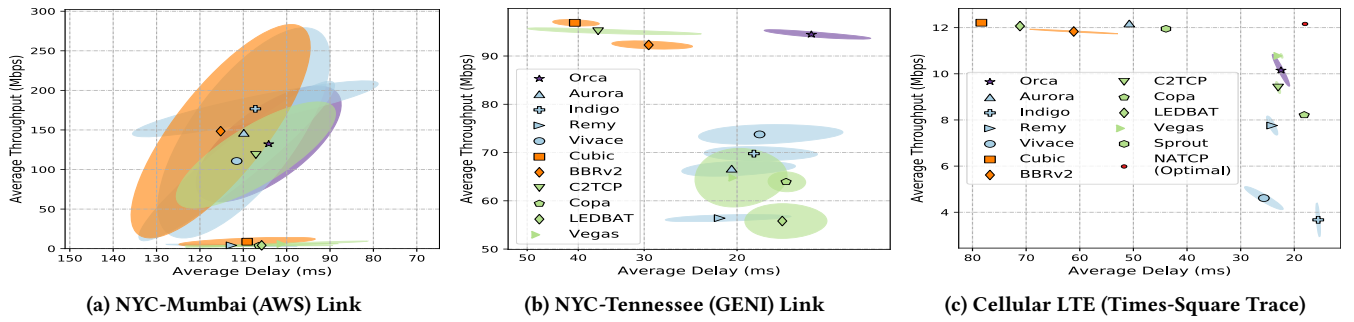 Average Throughput (Mbps)
300
250
200
150
100
50
0
150 140 130 120 110 100 90 80 70
Average Delay (ms)
(a) NYC-Mumbai (AWS) Link
Average Throughput (Mbps)
90
80
70
60
50
Orca
Aurora
Indigo
Remy
Vivace
Cubic
BBRv2
C2TCP
Copa
LEDBAT
Vegas
50 40 30 20
Average Delay (ms)
(b) NYC-Tennessee (GENI) Link
Average Throughput (Mbps)
12
10
8
6
4
Orca
Aurora
Indigo
Remy
Vivace
Cubic
BBRv2
C2TCP
Copa
LEDBAT
Vegas
Sprout
NATCP
(Optimal)
80 70 60 50 40 30 20
Average Delay (ms)
(c) Cellular LTE (Times-Square Trace)